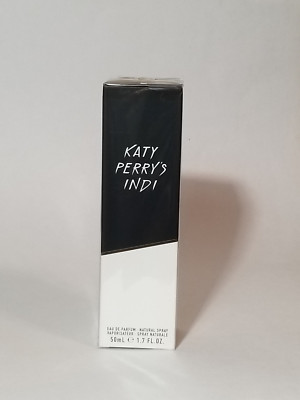 KATY
PERRY'S
INDI
EAU DE PARFUM - NATURAL SPRAY
VAPORISATEUR - SPRAY NATURALE
50mL ℮ 1.7 FL.OZ.